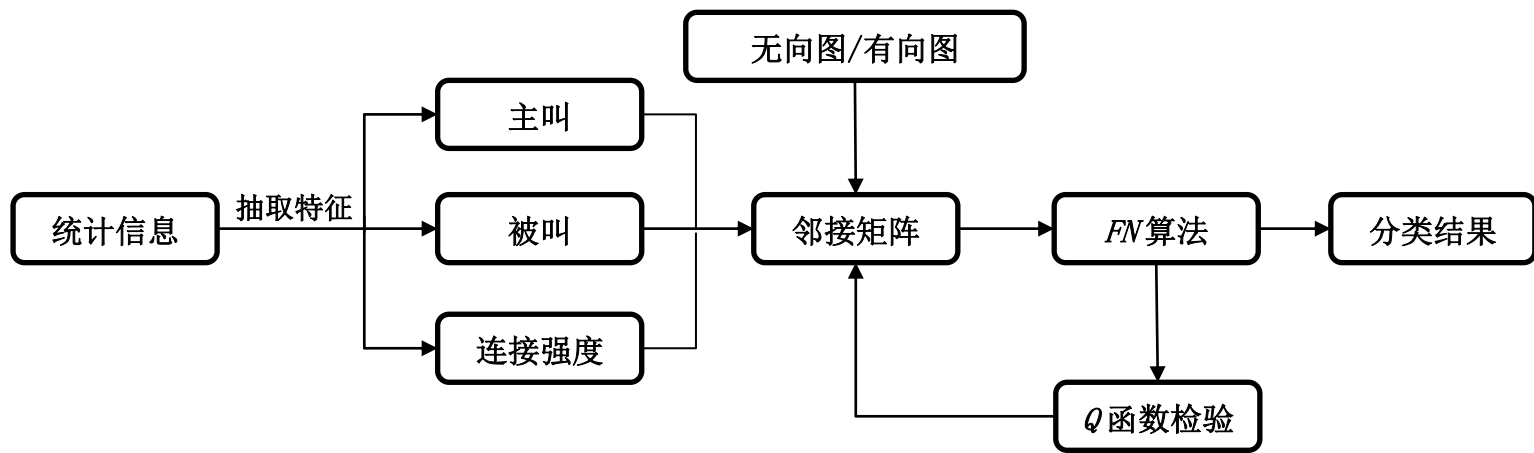 无向图/有向图
主叫
统计信息
抽取特征
被叫
邻接矩阵
FN算法
分类结果
连接强度
Q函数检验